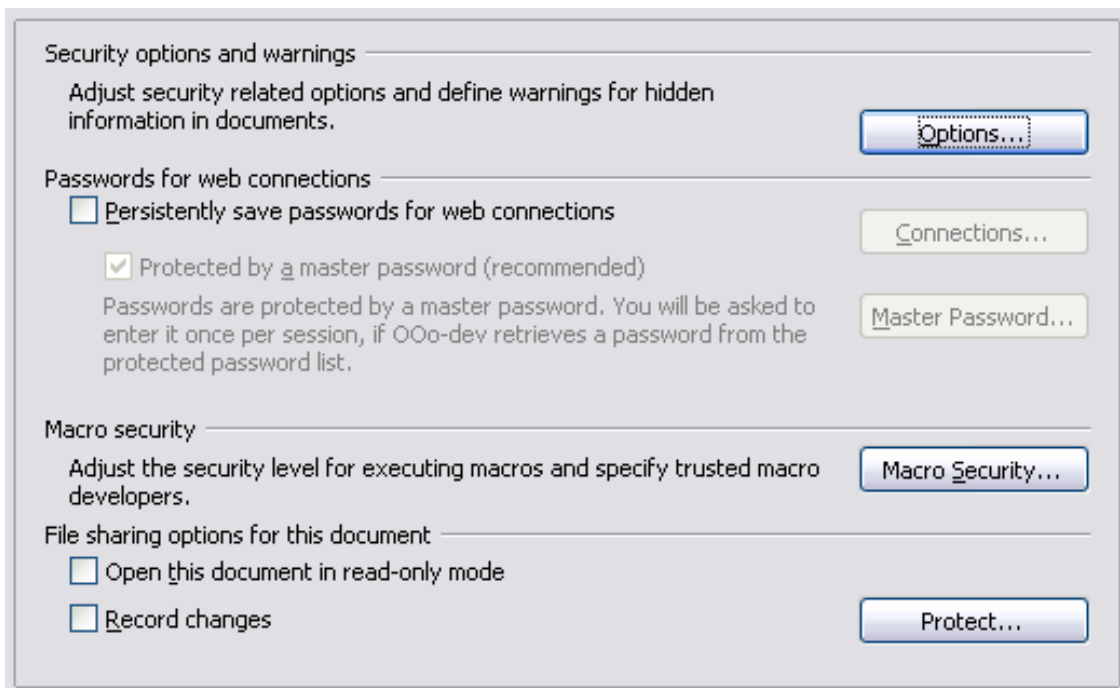 Security options and warnings
Adjust security related options and define warnings for hidden
information in documents.
Options...
Passwords for web connections
Persistently save passwords for web connections
Connections...
Protected by a master password (recommended)
Passwords are protected by a master password. You will be asked to
enter it once per session, if OOo-dev retrieves a password from the
protected password list.
Master Password...
Macro security
Adjust the security level for executing macros and specify trusted macro
developers.
Macro Security...
File sharing options for this document
Open this document in read-only mode
Record changes
Protect...